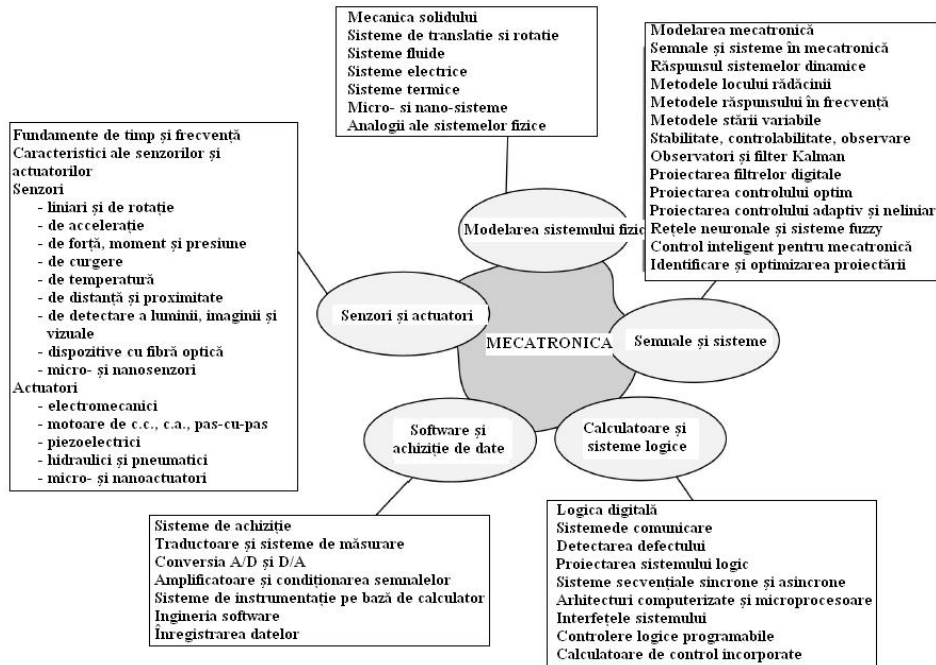 Mecanica solidului
Sisteme de translatie si rotatie
Sisteme fluide
Sisteme electrice
Sisteme termice
Micro- si nano-sisteme
Analogii ale sistemelor fizice
Modelarea mecatronică
Semnale și sisteme în mecatronică
Răspunsul sistemelor dinamice
Metodele locului rădăcinii
Metodele răspunsului în frecvență
Metodele stării variabile
Stabilitate, controlabilitate, observare
Observatori și filter Kalman
Proiectarea filtrelor digitale
Proiectarea controlului optim
Proiectarea controlului adaptiv și neliniar
Rețele neuronale și sisteme fuzzy
Control inteligent pentru mecatronică
Identificare și optimizarea proiectării
Fundamente de timp și frecvență
Caracteristici ale senzorilor și
actuatorilor
Senzori
- liniari și de rotație
- de accelerație
- de forță, moment și presiune
- de curgere
- de temperatură
- de distanță și proximitate
- de detectare a luminii, imaginii și
vizuale
- dispozitive cu fibră optică
- micro- și nanosenzori
Actuatori
- electromecanici
- motoare de c.c., c.a., pas-cu-pas
- piezoelectrici
- hidraulici și pneumatici
- micro- și nanoactuatori
Modelarea sistemului fizic
Senzori și actuatori
MECATRONICA
Semnale și sisteme
Software și
achiziție de date
Calculatoare și
sisteme logice
Sisteme de achiziție
Traductoare și sisteme de măsurare
Conversia A/D și D/A
Amplificatoare și condiționarea semnalelor
Sisteme de instrumentație pe bază de calculator
Ingineria software
Înregistrarea datelor
Logica digitală
Sistemede comunicare
Detectarea defectului
Proiectarea sistemului logic
Sisteme secvențiale sincrone și asincrone
Arhitecturi computerizate și microprocesoare
Interfețele sistemului
Controlere logice programabile
Calculatoare de control incorporate